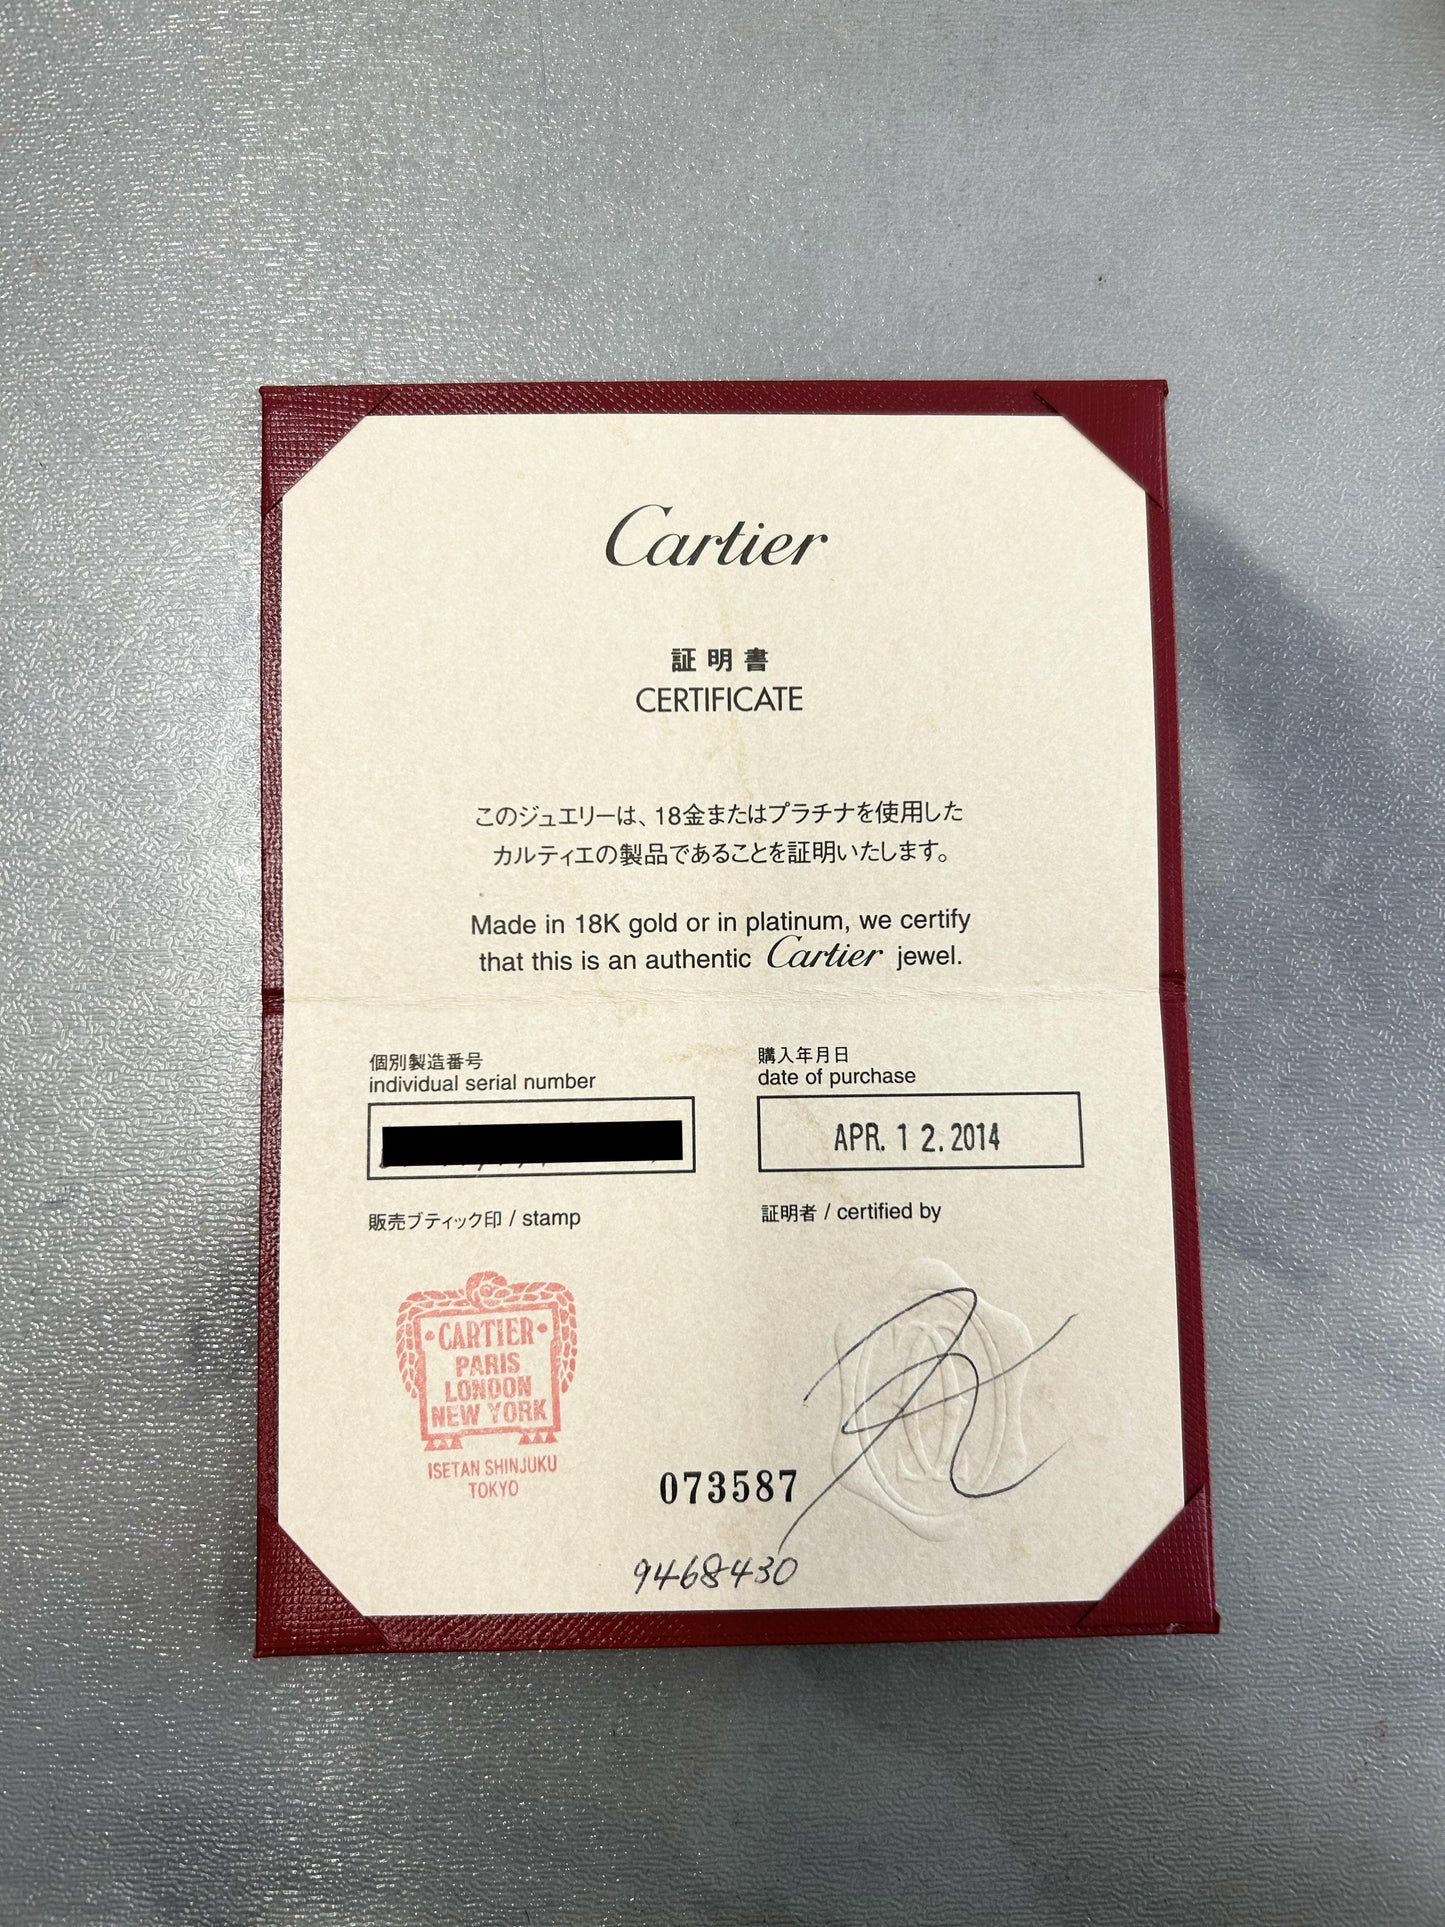 Cartier
証明書
CERTIFICATE
このジュエリーは、18金またはプラチナを使用した
カルティエの製品であることを証明いたします。
Made in 18K gold or in platinum, we certify
that this is an authentic Cartier jewel.
個別製造番号
individual serial number
購入年月日
date of purchase
APR. 12. 2014
販売ブティック印 / stamp
証明者 / certified by
CARTIER
PARIS
LONDON
NEW YORK
ISETAN SHINJUKU
TOKYO
073587
9468430